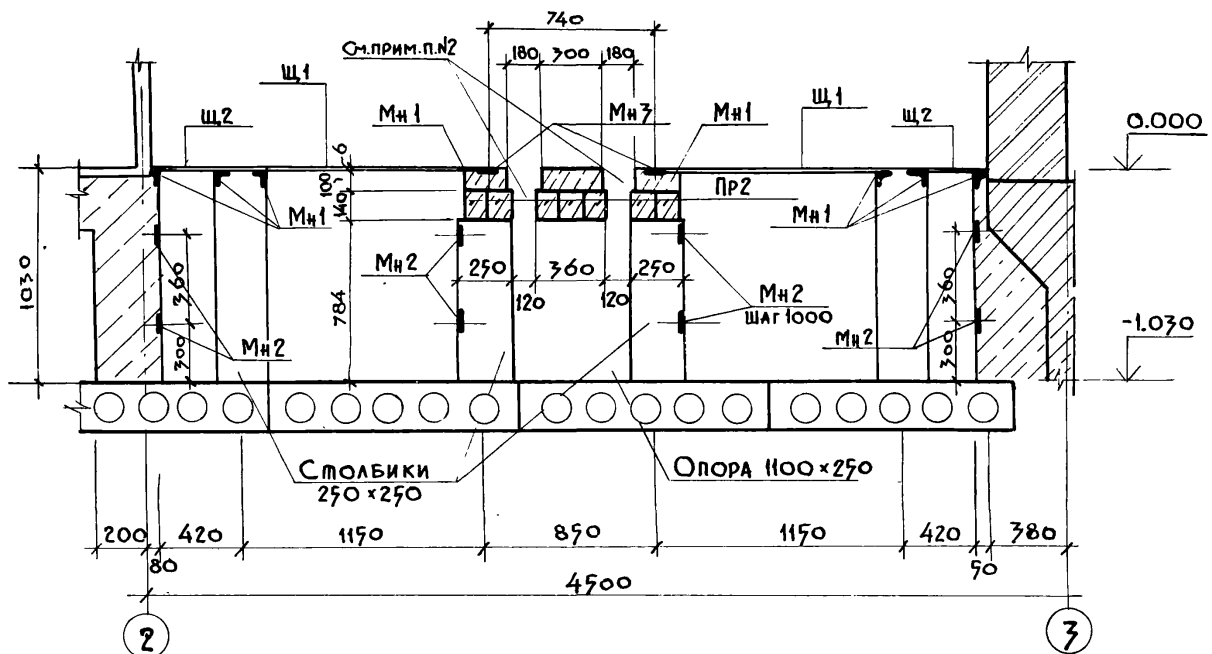 740
См.прим.п.№2
180 300 180
Щ1
Щ2
Мн1
Мн3
Мн1
Щ1
Щ2
0.000
6
100
140
784
1030
Пр2
Мн1
Мн1
Мн2
250 360 250
120 120
Мн2
шаг 1000
360
300
Мн2
Мн2
360
300
-1.030
Столбики
250×250
Опора 1100×250
200 420 1150 850 1150 420 380
80 50
4500
2 3